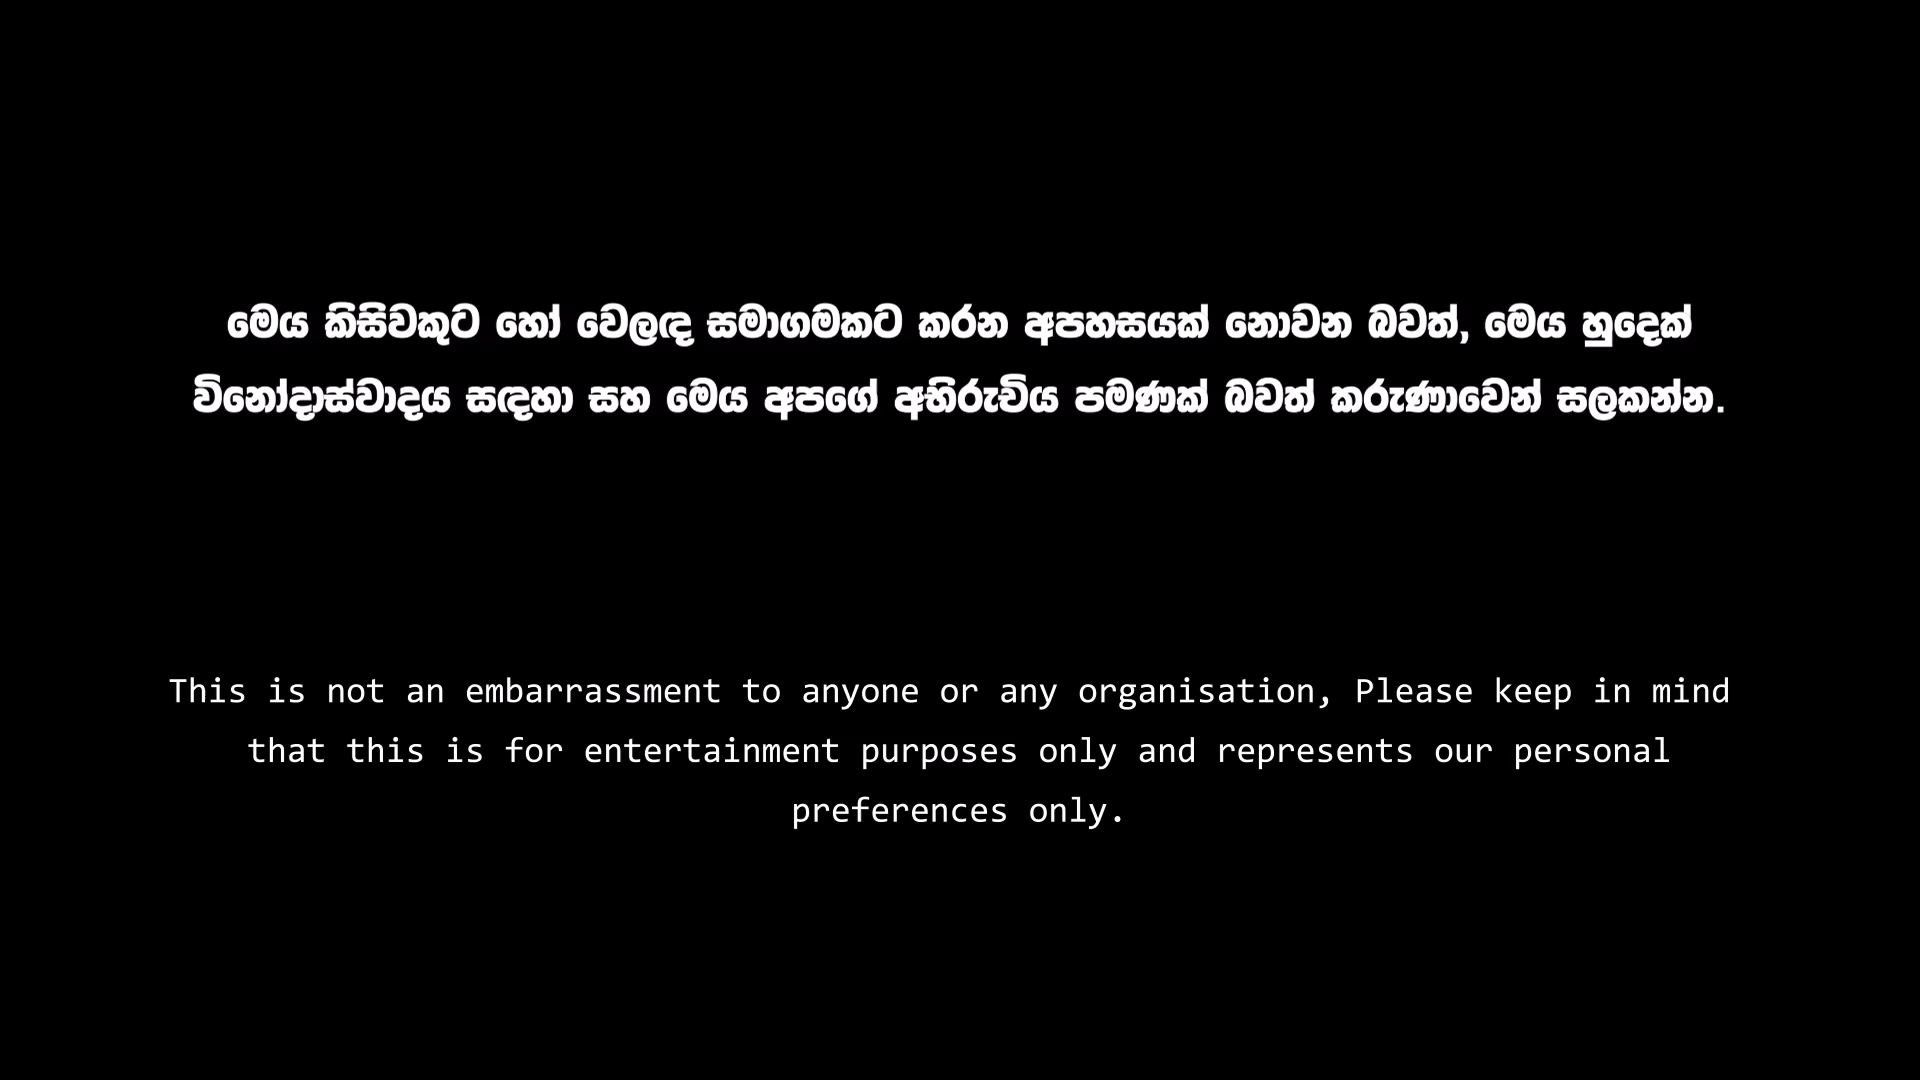 මෙය කිසිවකුට හෝ වෙලඳ සමාගමකට කරන අපහසයක් නොවන බවත්, මෙය හුදෙක්
විනෝදාස්වාදය සඳහා සහ මෙය අපගේ අභිරුචිය පමණක් බවත් කරුණාවෙන් සලකන්න.
This is not an embarrassment to anyone or any organisation, Please keep in mind
that this is for entertainment purposes only and represents our personal
preferences only.